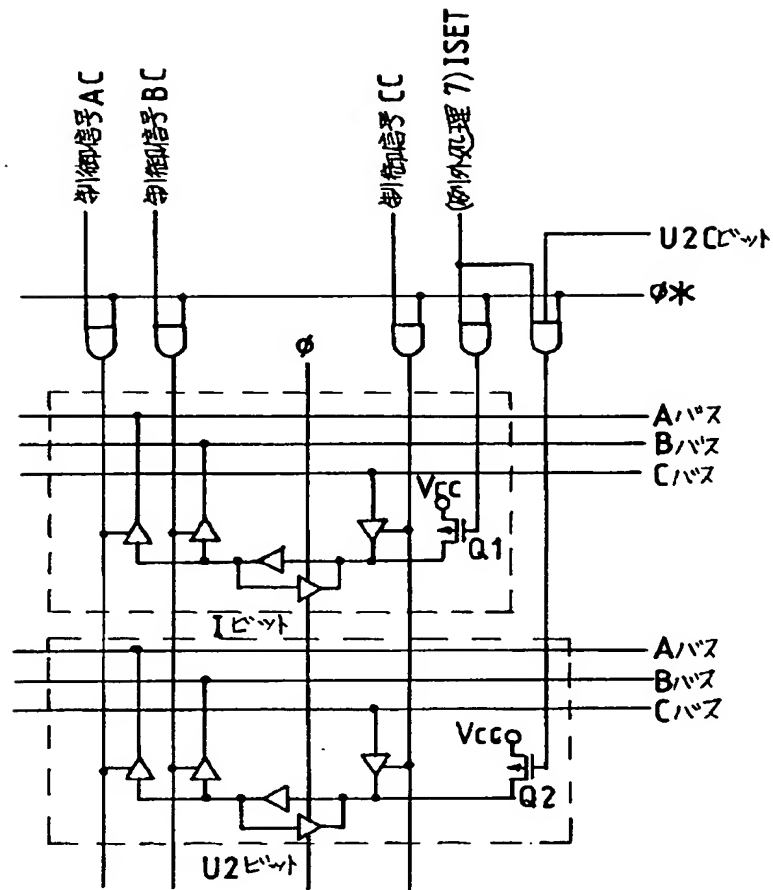 制御信号AC
制御信号BC
制御信号CC
(例外処理7)ISET
U2Cビット
φ*
φ
Aバス
Bバス
Cバス
Vcc
Q1
Iビット
Aバス
Bバス
Cバス
Vcc
Q2
U2ビット